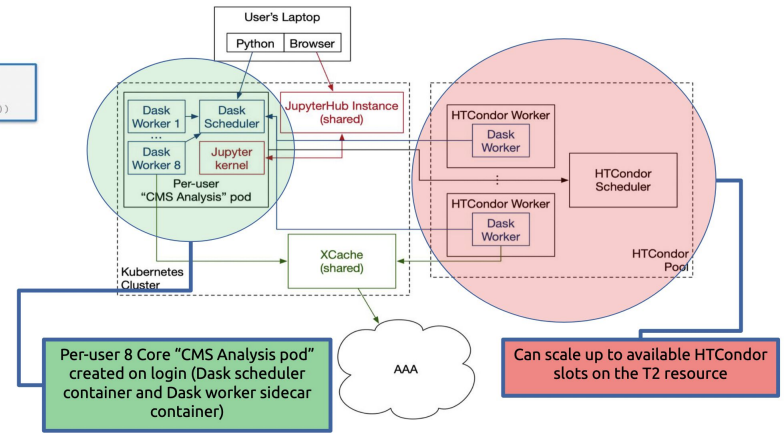 User's Laptop
Python Browser
))
Dask
Worker 1
...
Dask
Worker 8
Dask
Scheduler
Jupyter
kernel
Per-user
“CMS Analysis” pod
JupyterHub Instance
(shared)
HTCondor Worker
Dask
Worker
⋮
HTCondor Worker
Dask
Worker
HTCondor
Scheduler
XCache
(shared)
Kubernetes
Cluster
HTCondor
Pool
AAA
Per-user 8 Core “CMS Analysis pod”
created on login (Dask scheduler
container and Dask worker sidecar
container)
Can scale up to available HTCondor
slots on the T2 resource